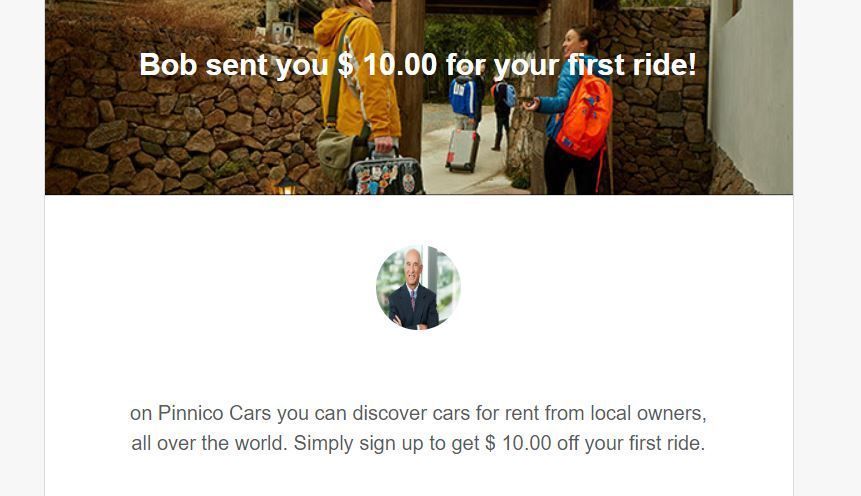 Bob sent you $ 10.00 for your first ride!
on Pinnico Cars you can discover cars for rent from local owners,
all over the world. Simply sign up to get $ 10.00 off your first ride.